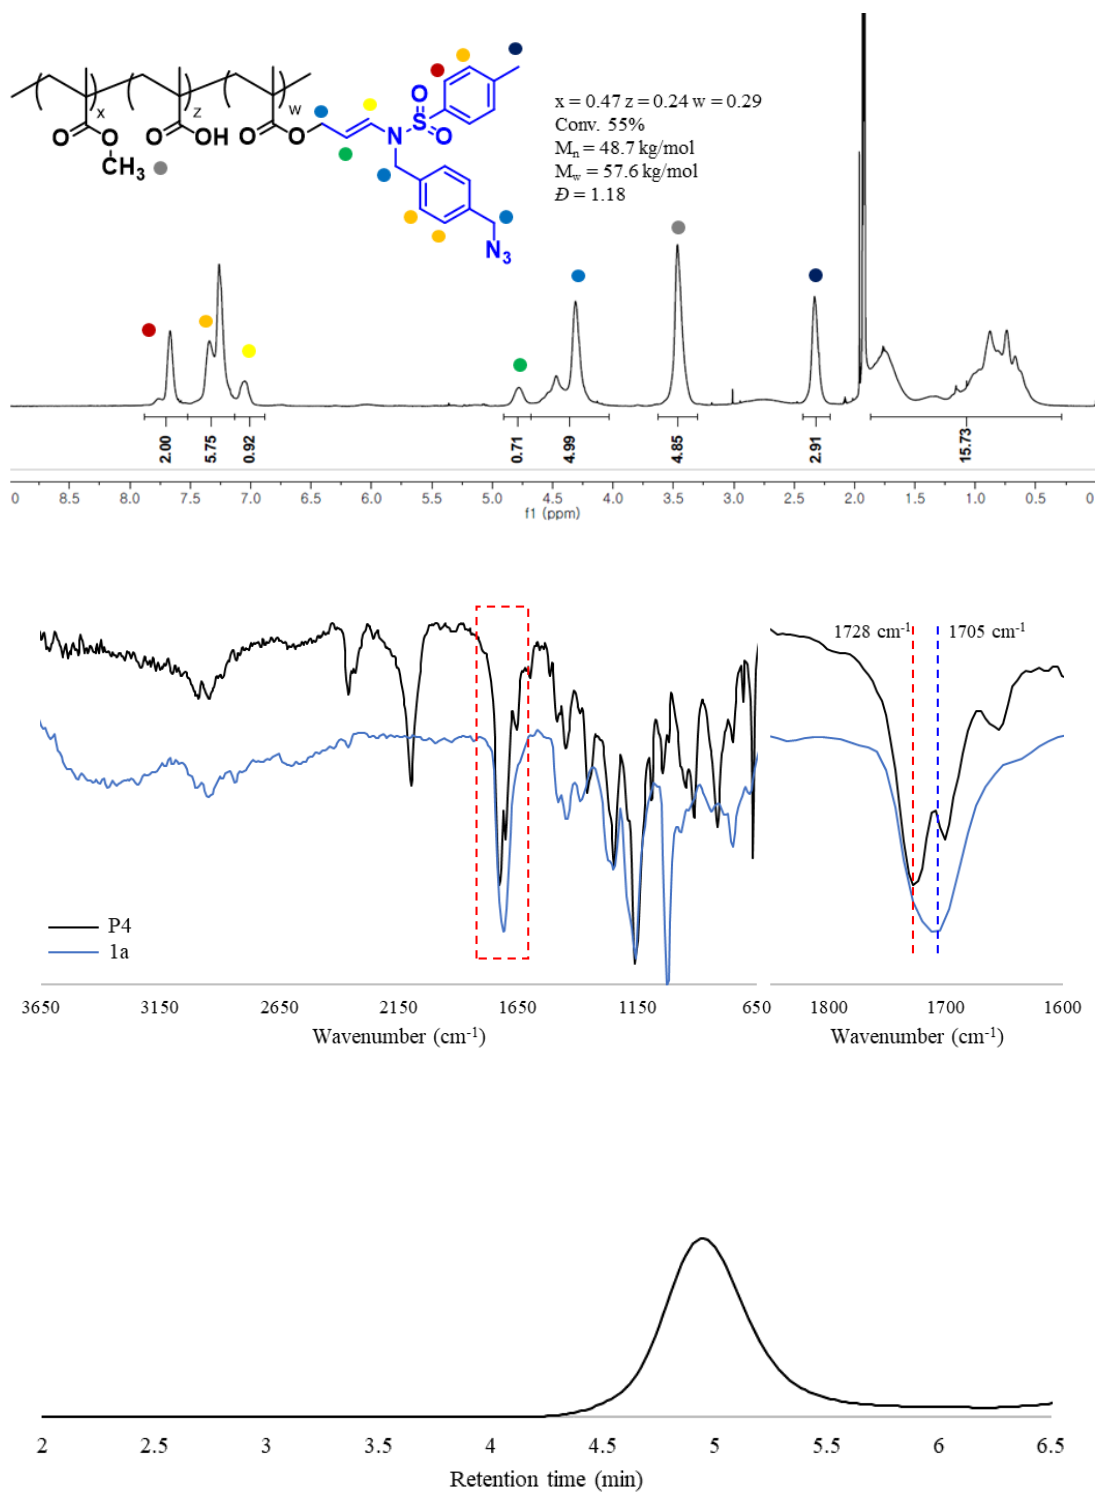 x = 0.47 z = 0.24 w = 0.29
Conv. 55%
Mn = 48.7 kg/mol
Mw = 57.6 kg/mol
Đ = 1.18
x
z
w
O
OH
O
O
O
CH3
O
N
S
O
O
N3
2.00
5.75
0.92
0.71
4.99
4.85
2.91
15.73
0 8.5 8.0 7.5 7.0 6.5 6.0 5.5 5.0 4.5 4.0 3.5 3.0 2.5 2.0 1.5 1.0 0.5 0
f1 (ppm)
1728 cm-1
1705 cm-1
P4
1a
3650 3150 2650 2150 1650 1150 650
Wavenumber (cm-1)
1800 1700 1600
Wavenumber (cm-1)
2 2.5 3 3.5 4 4.5 5 5.5 6 6.5
Retention time (min)